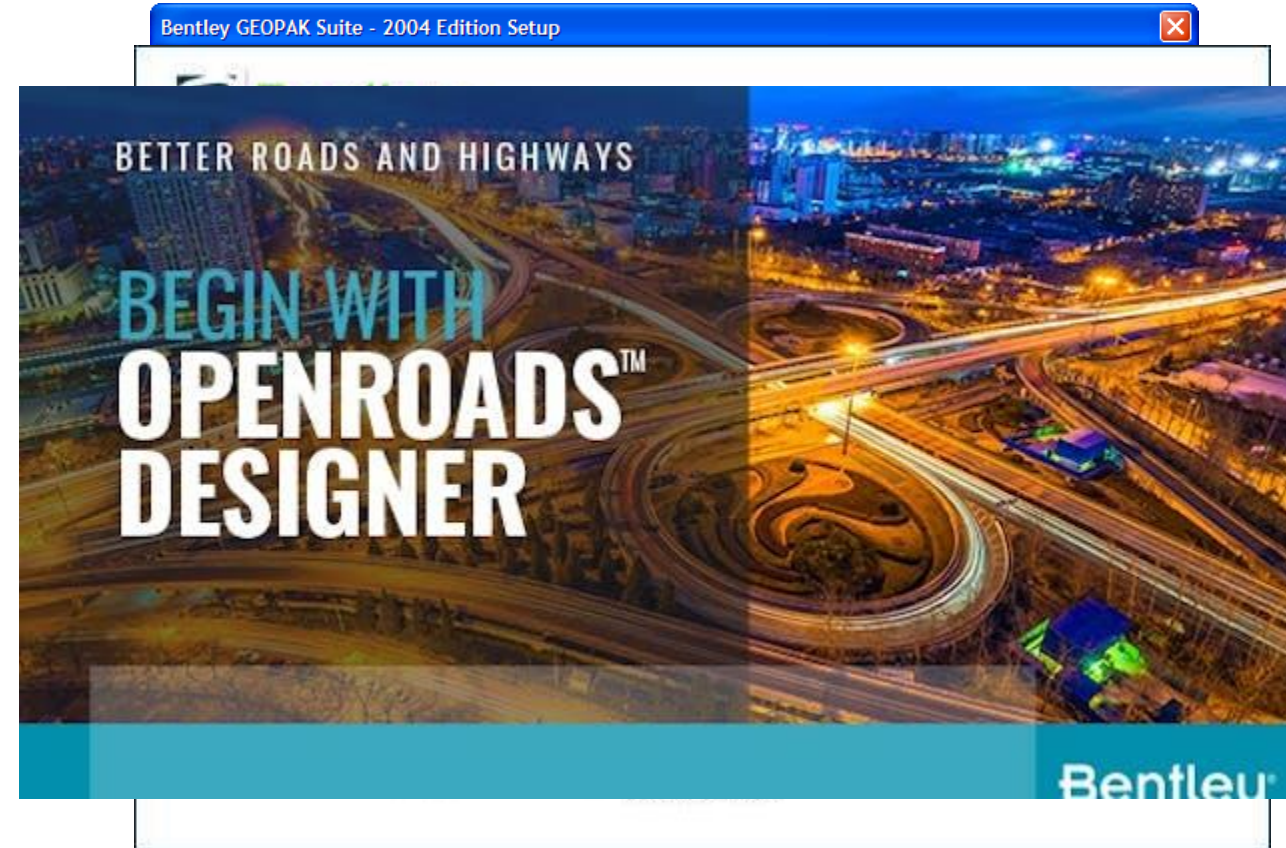 Bentley GEOPAK Suite - 2004 Edition Setup
BETTER ROADS AND HIGHWAYS
BEGIN WITH
OPENROADS™
DESIGNER
Bentley